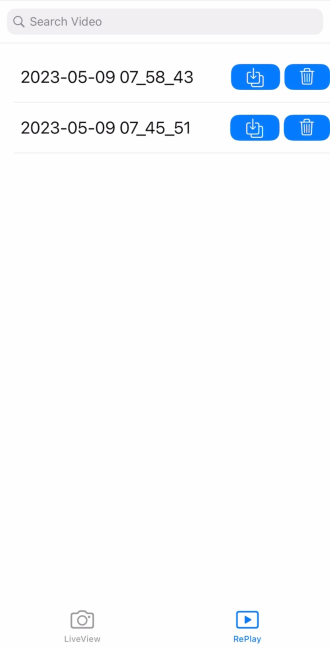 Search Video
2023-05-09 07_58_43
2023-05-09 07_45_51
LiveView
RePlay